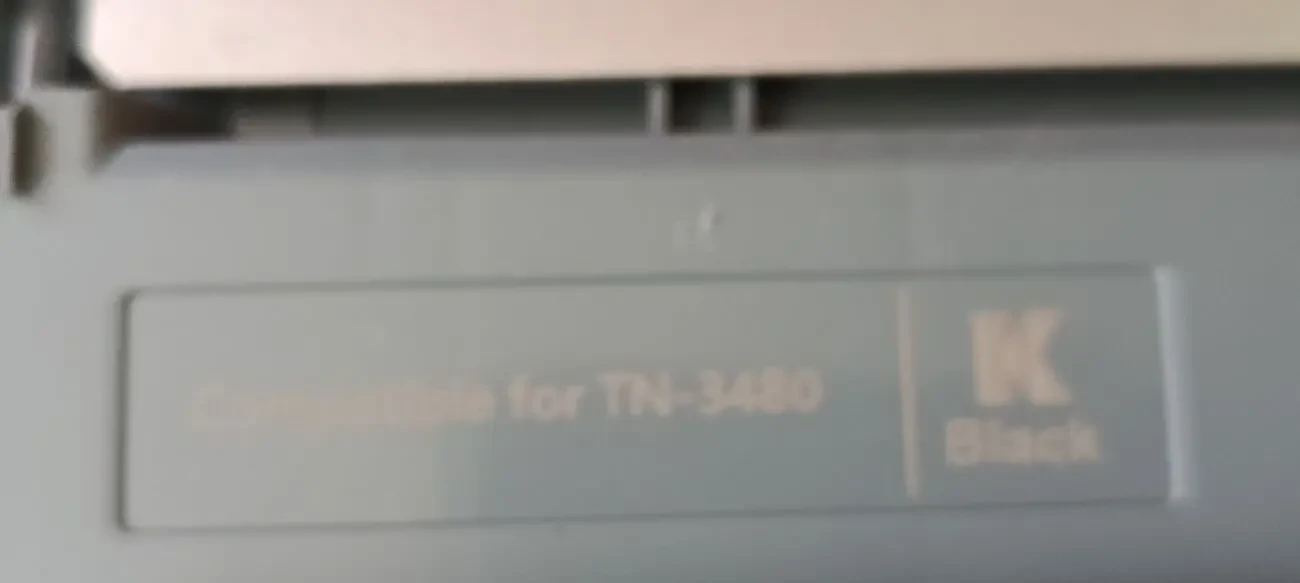 Compatible for TN-3480
K
Black